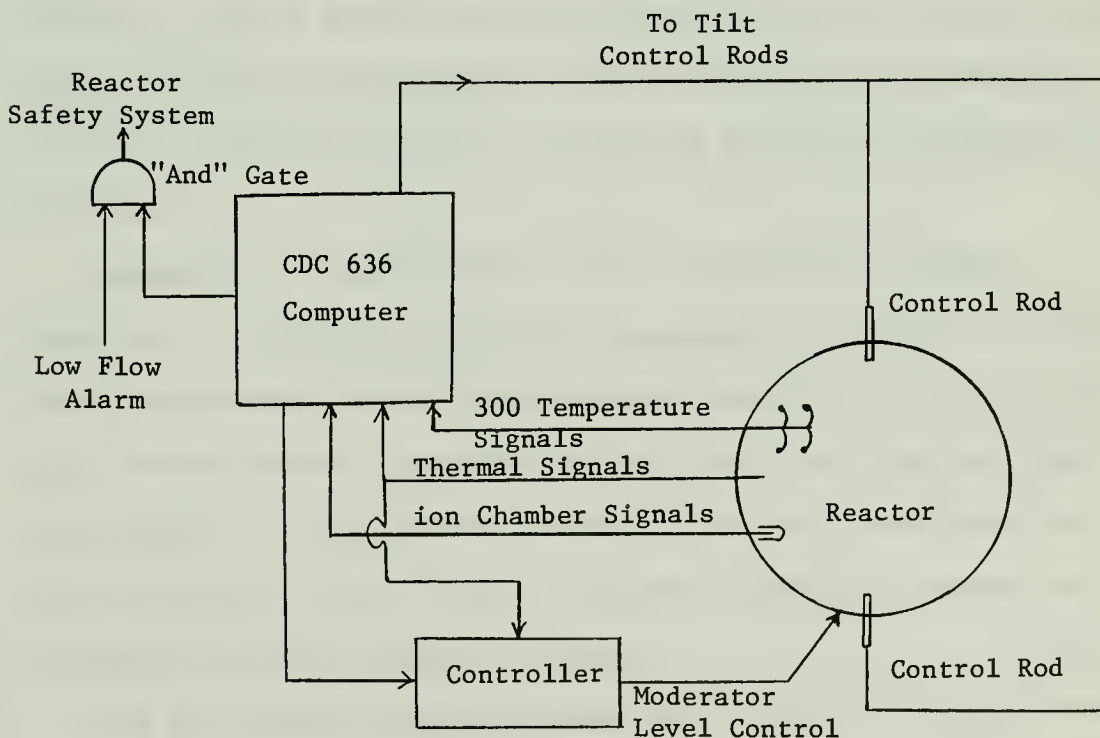 To Tilt
Control Rods
Reactor
Safety System
"And" Gate
CDC 636
Computer
Control Rod
Low Flow
Alarm
300 Temperature
Signals
Thermal Signals
ion Chamber Signals
Reactor
Controller
Control Rod
Moderator
Level Control